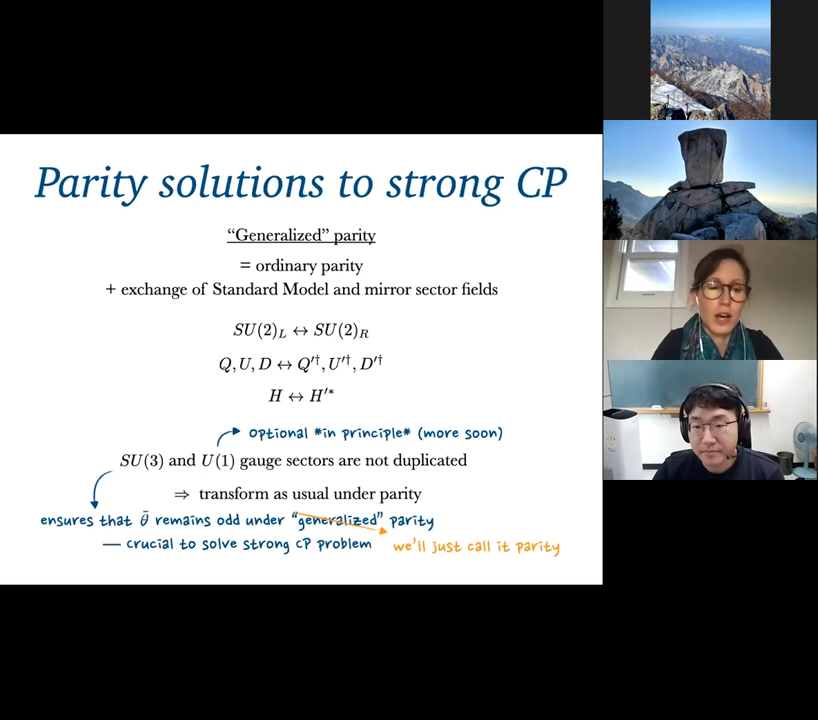 Parity solutions to strong CP
“Generalized” parity
= ordinary parity
+ exchange of Standard Model and mirror sector fields
SU(2)_L ↔ SU(2)_R
Q, U, D ↔ Q′†, U′†, D′†
H ↔ H′*
optional *in principle* (more soon)
SU(3) and U(1) gauge sectors are not duplicated
⇒ transform as usual under parity
ensures that θ̄ remains odd under “generalized” parity
— crucial to solve strong CP problem
we'll just call it parity